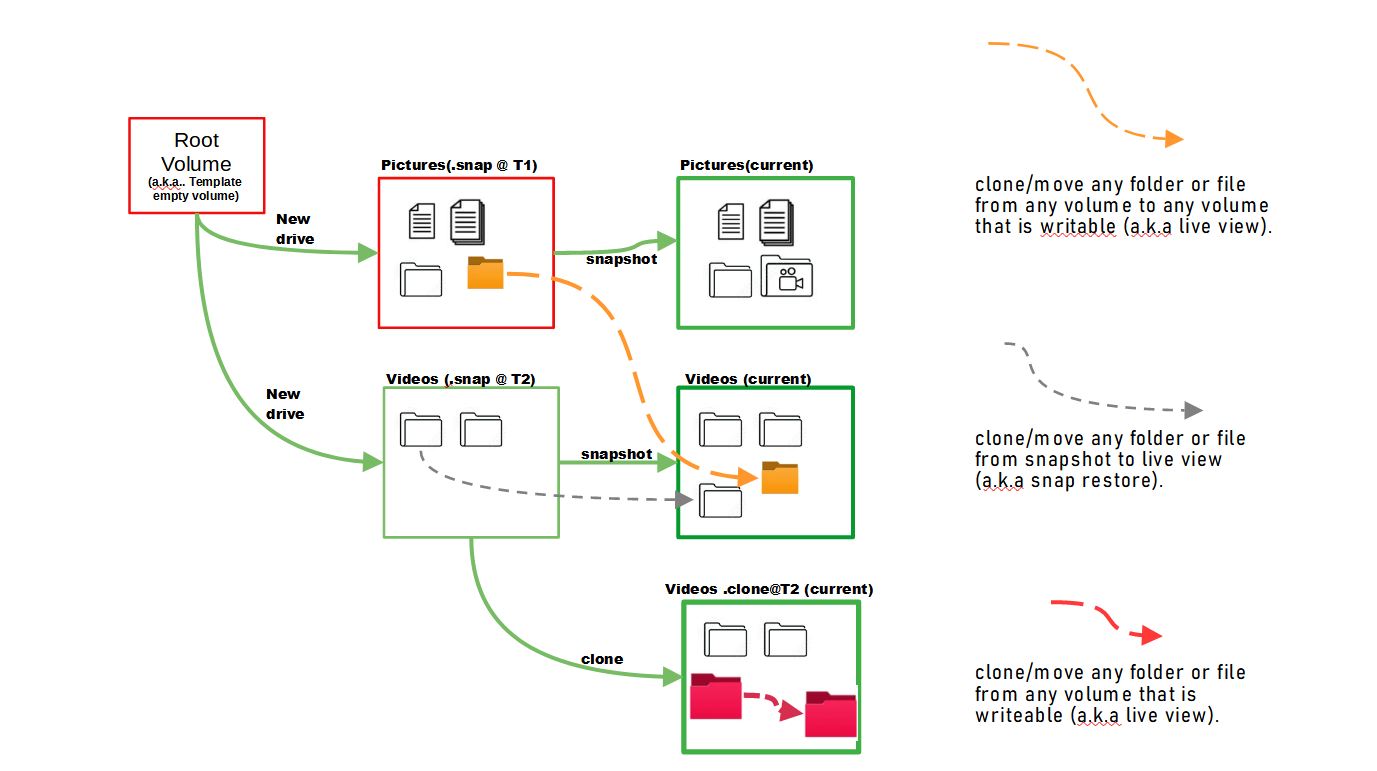 Root
Volume
(a.k.a.. Template
empty volume)
New
drive
Pictures(.snap @ T1)
snapshot
Pictures(current)
New
drive
Videos (.snap @ T2)
snapshot
Videos (current)
clone
Videos .clone@T2 (current)
clone/move any folder or file
from any volume to any volume
that is writable (a.k.a live view).
clone/move any folder or file
from snapshot to live view
(a.k.a snap restore).
clone/move any folder or file
from any volume that is
writeable (a.k.a live view).